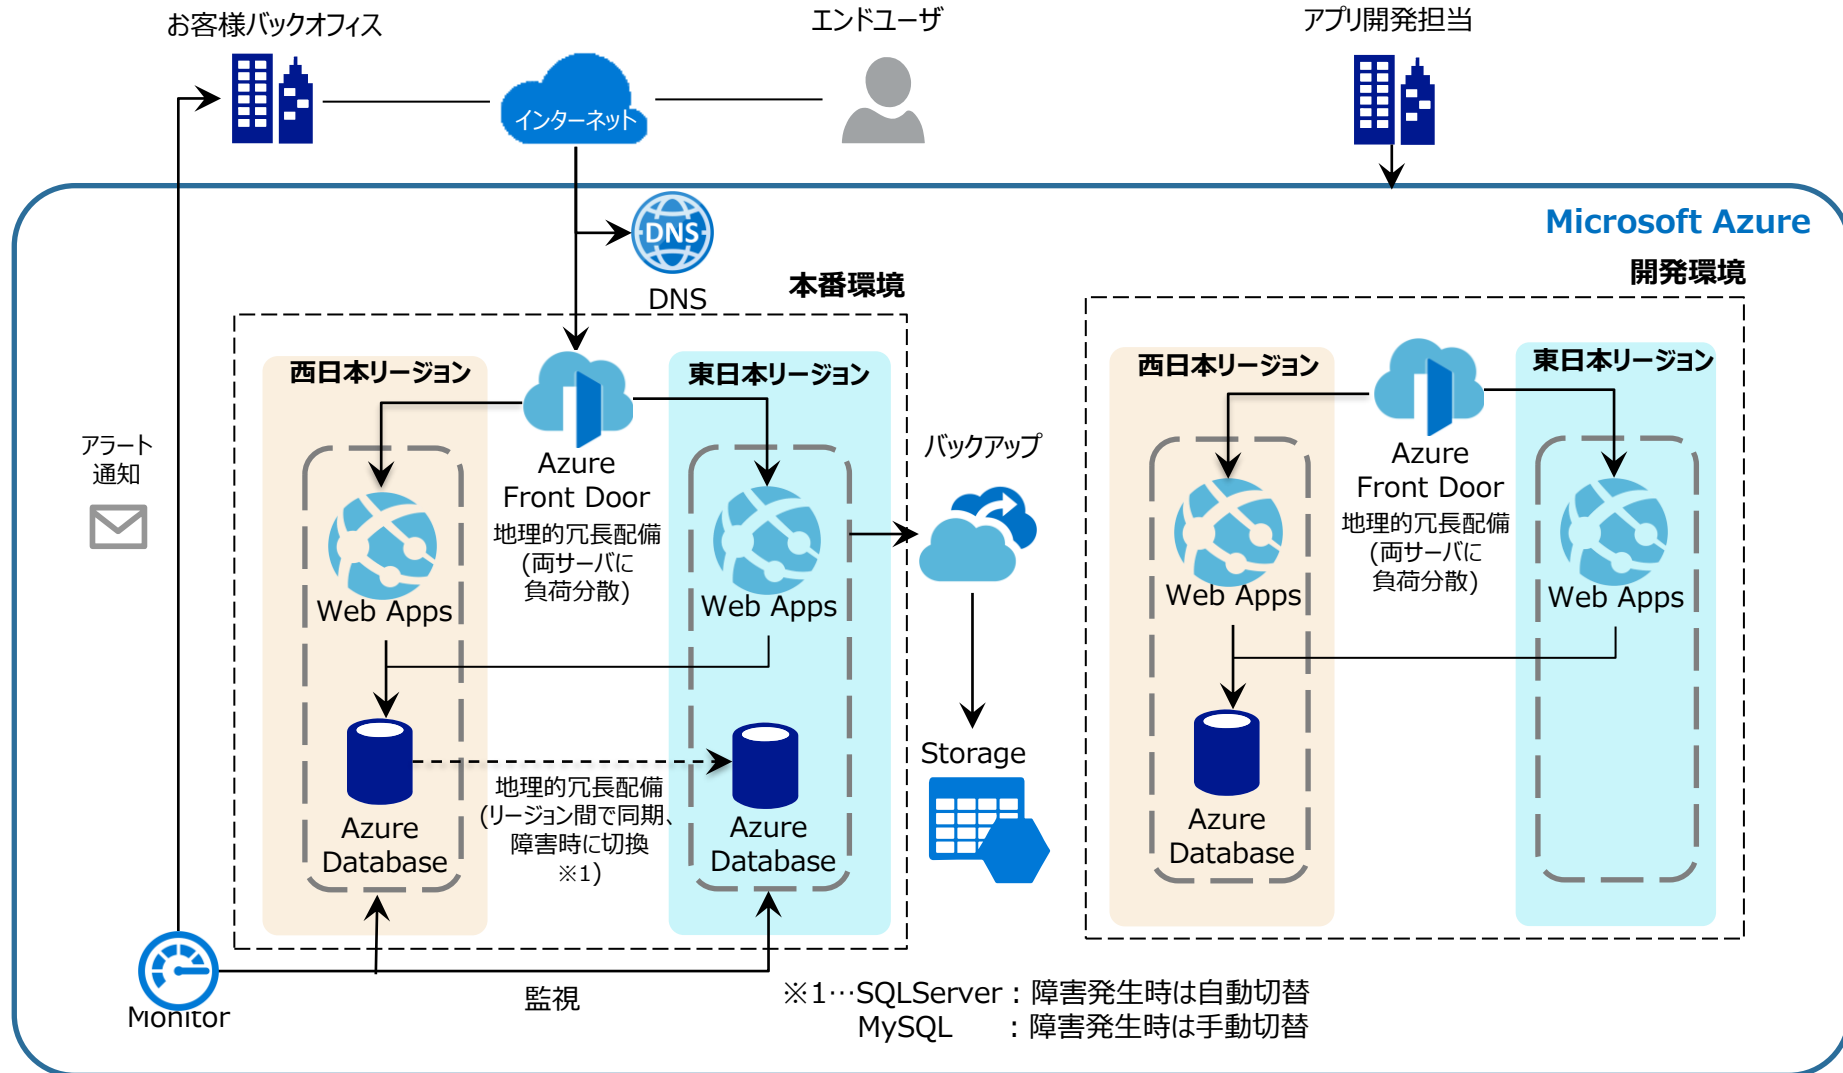 お客様バックオフィス
エンドユーザ
アプリ開発担当
インターネット
Microsoft Azure
DNS
DNS
本番環境
開発環境
西日本リージョン
東日本リージョン
Azure
Front Door
地理的冗長配備
(両サーバに
負荷分散)
Web Apps
Web Apps
アラート
通知
バックアップ
Storage
地理的冗長配備
(リージョン間で同期、
障害時に切換
※1)
Azure
Database
Azure
Database
西日本リージョン
東日本リージョン
Azure
Front Door
地理的冗長配備
(両サーバに
負荷分散)
Web Apps
Web Apps
Azure
Database
Monitor
監視
※1…SQLServer：障害発生時は自動切替
MySQL　：障害発生時は手動切替